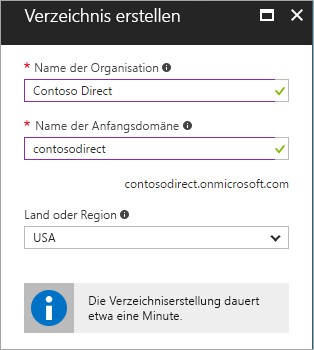 Verzeichnis erstellen
* Name der Organisation
Contoso Direct
* Name der Anfangsdomäne
contosodirect
contosodirect.onmicrosoft.com
Land oder Region
USA
Die Verzeichniserstellung dauert
etwa eine Minute.